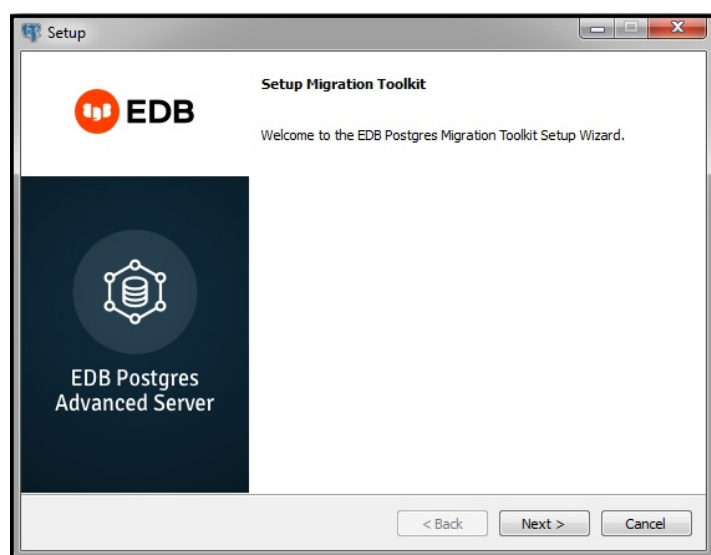 Setup
EDB
Setup Migration Toolkit
Welcome to the EDB Postgres Migration Toolkit Setup Wizard.
EDB Postgres
Advanced Server
< Back
Next >
Cancel